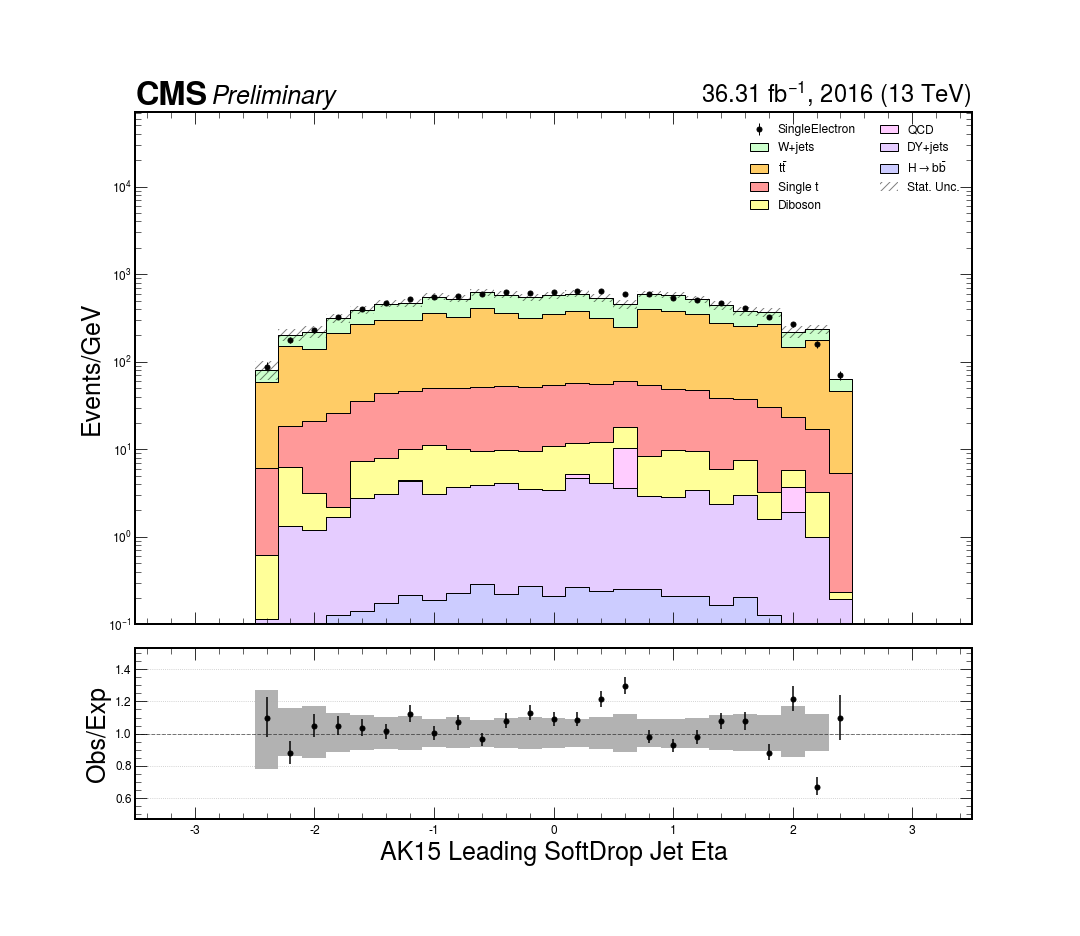 CMS Preliminary 36.31 fb⁻¹, 2016 (13 TeV)
SingleElectron
W+jets
tt̄
Single t
Diboson
QCD
DY+jets
H→bb̄
Stat. Unc.
Events/GeV
10⁴
10³
10²
10¹
10⁰
10⁻¹
Obs/Exp
1.4
1.2
1.0
0.8
0.6
-3 -2 -1 0 1 2 3
AK15 Leading SoftDrop Jet Eta